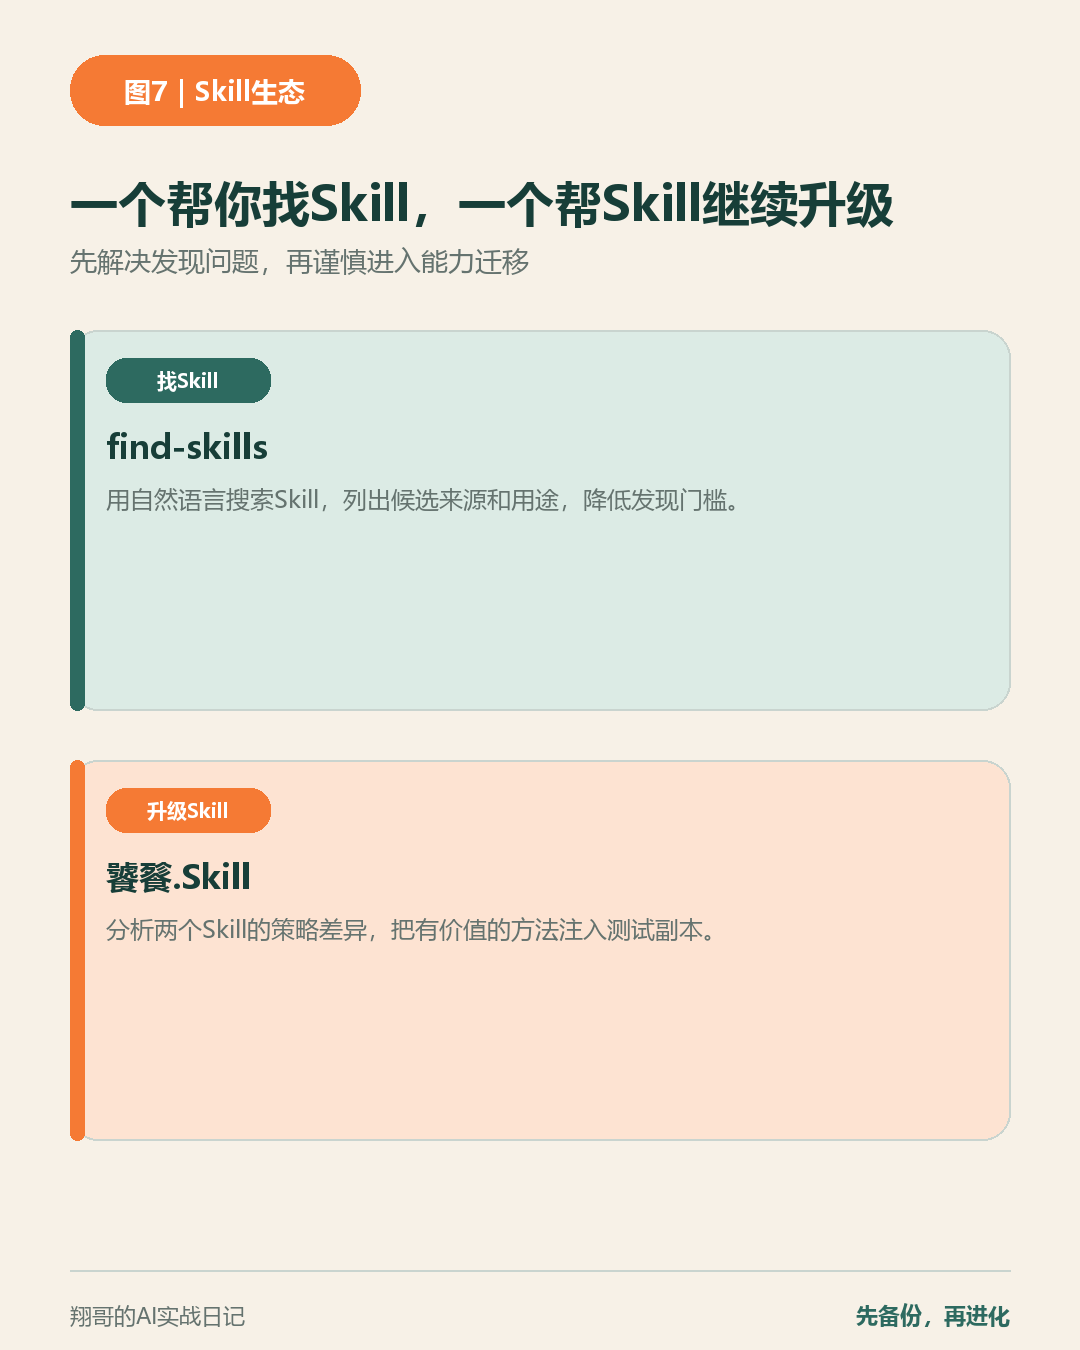 图7｜Skill生态
一个帮你找Skill，一个帮Skill继续升级
先解决发现问题，再谨慎进入能力迁移
找Skill
find-skills
用自然语言搜索Skill，列出候选来源和用途，降低发现门槛。
升级Skill
饕餮.Skill
分析两个Skill的策略差异，把有价值的方法注入测试副本。
翔哥的AI实战日记
先备份，再进化